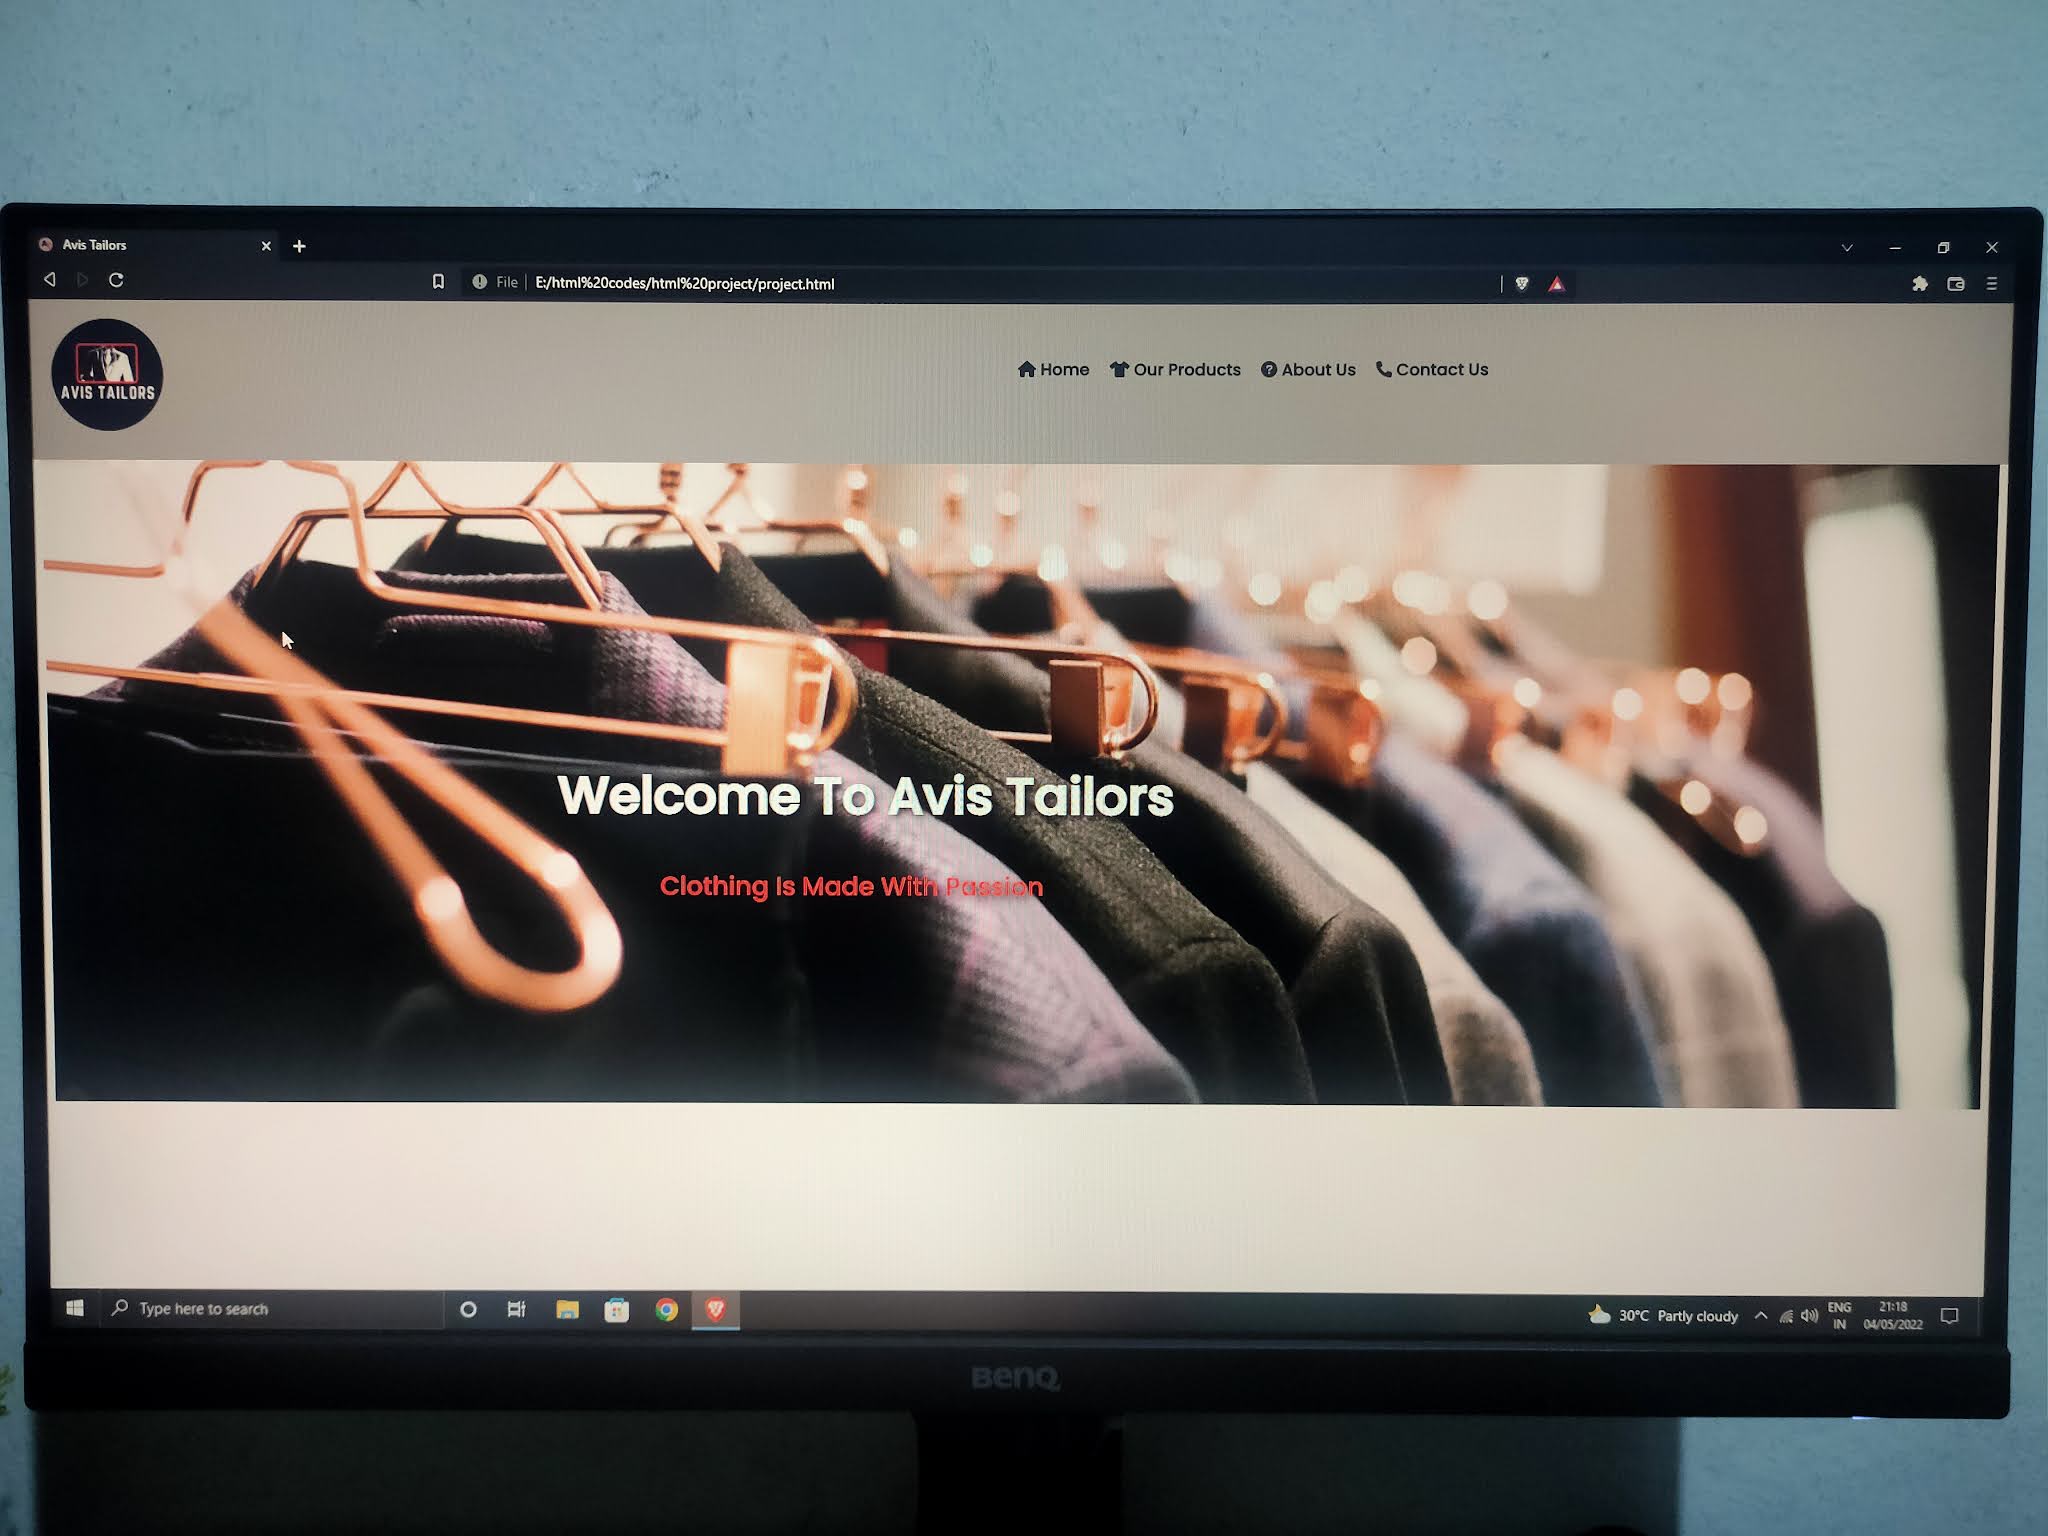 Avis Tailors
File E:/html%20codes/html%20project/project.html
AVIS TAILORS
Home Our Products About Us Contact Us
Welcome To Avis Tailors
Clothing Is Made With Passion
Type here to search
30°C Partly cloudy
ENG
IN
21:18
04/05/2022
BenQ